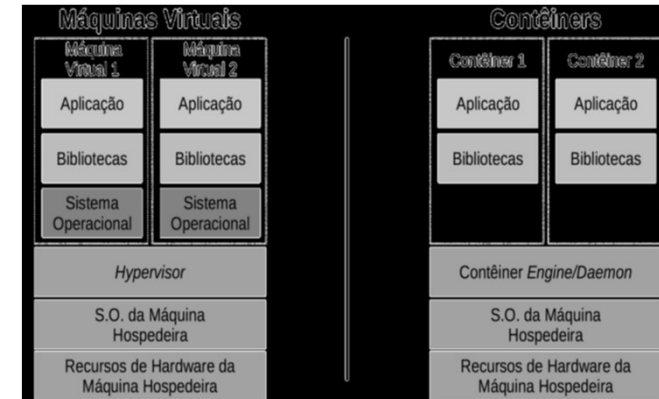 Máquinas Virtuais
Máquina
Virtual 1
Máquina
Virtual 2
Aplicação
Aplicação
Bibliotecas
Bibliotecas
Sistema
Operacional
Sistema
Operacional
Hypervisor
S.O. da Máquina
Hospedeira
Recursos de Hardware da
Máquina Hospedeira
Contêiners
Contêiner 1
Contêiner 2
Aplicação
Aplicação
Bibliotecas
Bibliotecas
Contêiner Engine/Daemon
S.O. da Máquina
Hospedeira
Recursos de Hardware da
Máquina Hospedeira